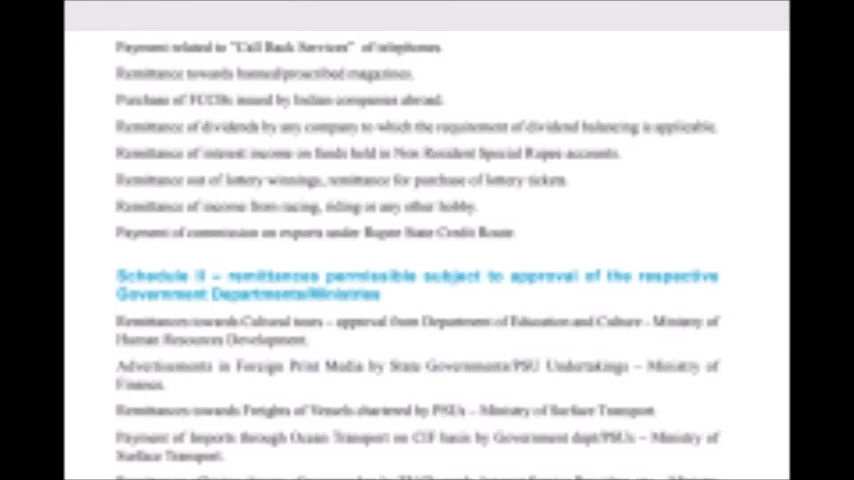 Payment related to "Call Back Services" of telephones.
Remittance towards banned/proscribed magazines.
Purchase of FCCBs issued by Indian companies abroad.
Remittance of dividends by any company to which the requirement of dividend balancing is applicable.
Remittance of interest income on funds held in Non Resident Special Rupee accounts.
Remittance out of lottery winnings, remittance for purchase of lottery tickets.
Remittance of income from racing, riding or any other hobby.
Payment of commission on exports under Rupee State Credit Route
Schedule II – remittances permissible subject to approval of the respective
Government Departments/Ministries
Remittances towards Cultural tours – approval from Department of Education and Culture - Ministry of
Human Resources Development.
Advertisements in Foreign Print Media by State Governments/PSU Undertakings – Ministry of
Finance.
Remittances towards Freights of Vessels chartered by PSUs – Ministry of Surface Transport.
Payment of Imports through Ocean Transport on CIF basis by Government dept/PSUs – Ministry of
Surface Transport.